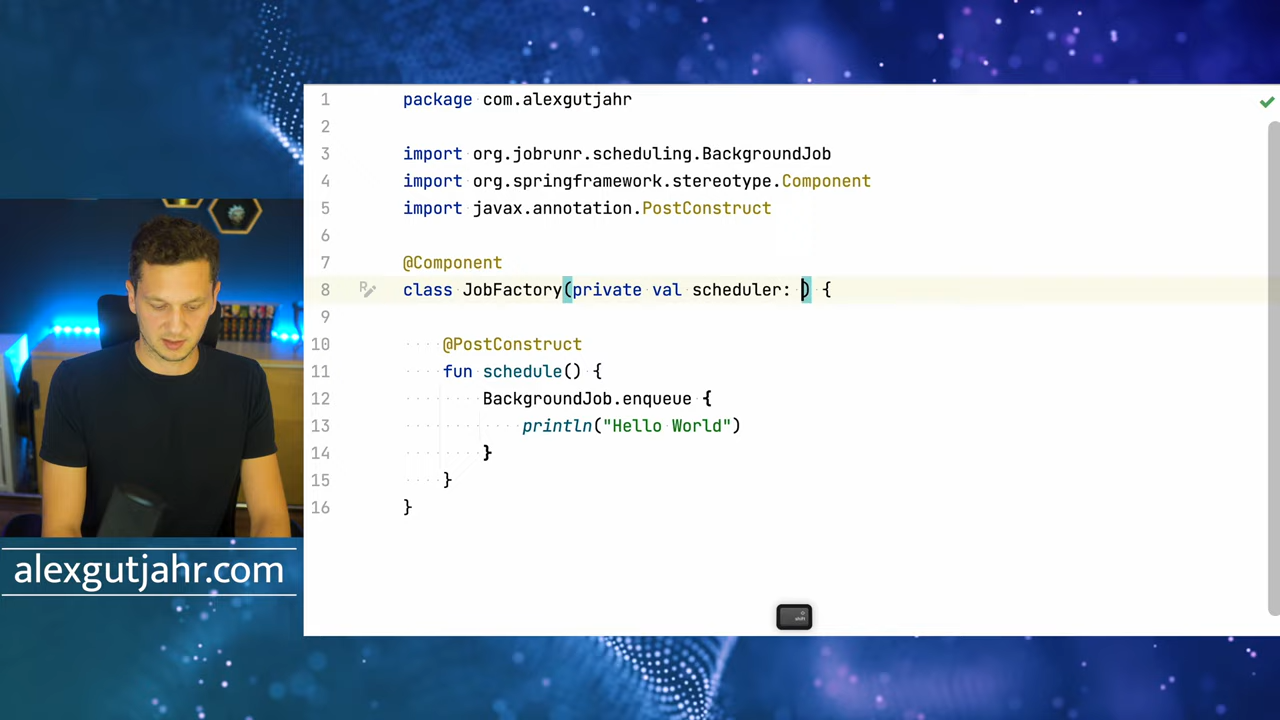 1 package com.alexgutjahr
2
3 import org.jobrunr.scheduling.BackgroundJob
4 import org.springframework.stereotype.Component
5 import javax.annotation.PostConstruct
6
7 @Component
8 class JobFactory(private val scheduler: ) {
9
10 @PostConstruct
11 fun schedule() {
12 BackgroundJob.enqueue {
13 println("Hello World")
14 }
15 }
16 }
alexgutjahr.com
shift